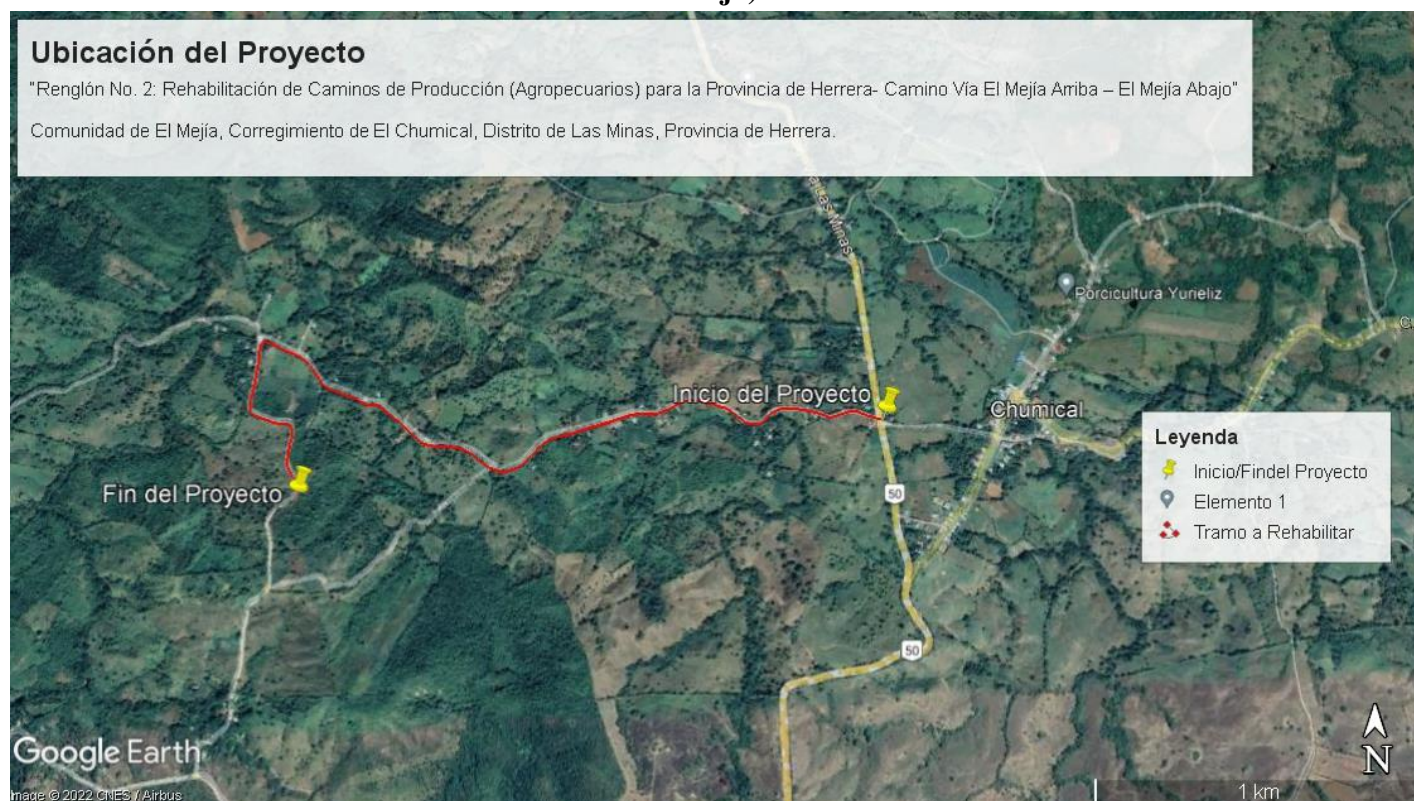 Ubicación del Proyecto
"Renglón No. 2: Rehabilitación de Caminos de Producción (Agropecuarios) para la Provincia de Herrera- Camino Vía El Mejía Arriba – El Mejía Abajo"
Comunidad de El Mejía, Corregimiento de El Chumical, Distrito de Las Minas, Provincia de Herrera.
Las Minas
Porcicultura Yurieliz
Inicio del Proyecto
Chumical
Leyenda
Inicio/Findel Proyecto
Elemento 1
Tramo a Rehabilitar
Fin del Proyecto
50
50
N
Google Earth
Image © 2022 CNES / Airbus
1 km